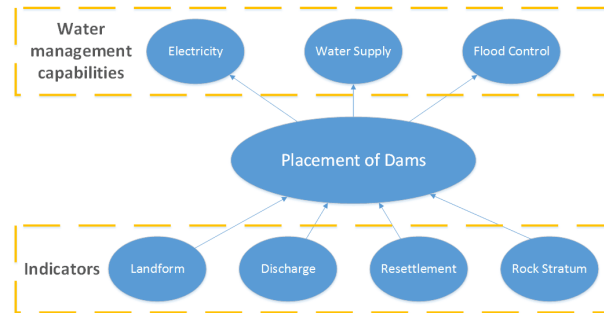 Water
management
capabilities
Electricity
Water Supply
Flood Control
Placement of Dams
Indicators
Landform
Discharge
Resettlement
Rock Stratum